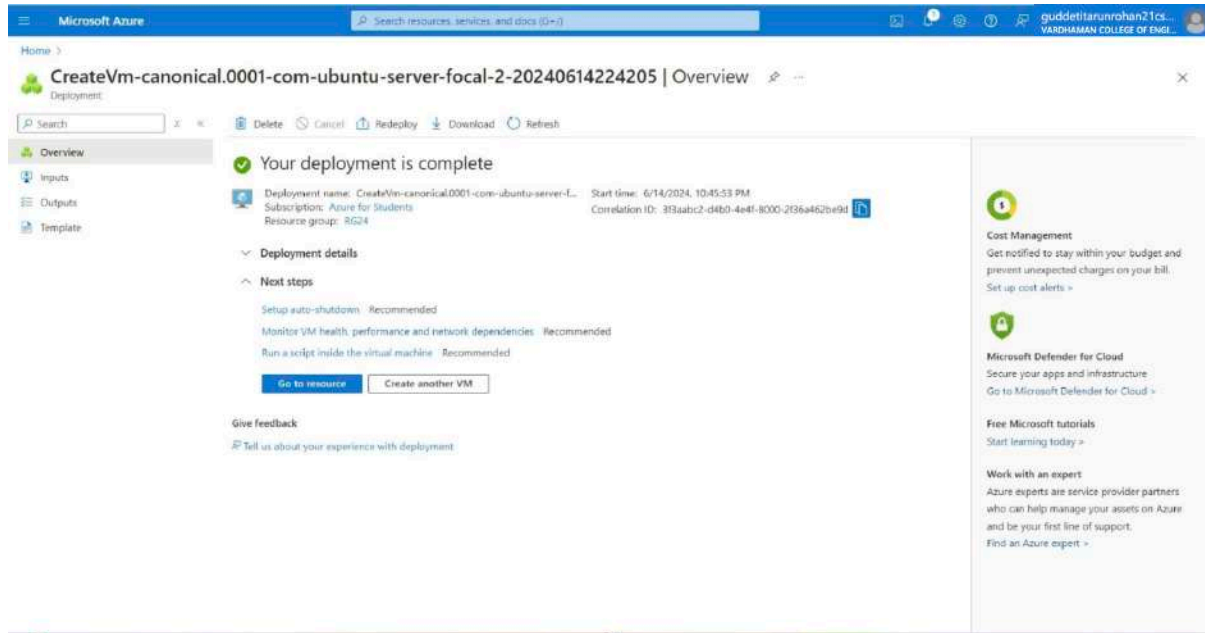 Microsoft Azure
Search resources, services, and docs (G+/)
guddetitarunrohan21cs...
VARDHAMAN COLLEGE OF ENGI...
Home >
CreateVm-canonical.0001-com-ubuntu-server-focal-2-20240614224205 | Overview
Deployment
Search
Delete Cancel Redeploy Download Refresh
Overview
Inputs
Outputs
Template
Your deployment is complete
Deployment name: CreateVm-canonical.0001-com-ubuntu-server-f...
Subscription: Azure for Students
Resource group: RG24
Start time: 6/14/2024, 10:45:53 PM
Correlation ID: 3f3aabc2-d4b0-4e4f-8000-2f36a462be9d
Deployment details
Next steps
Setup auto-shutdown Recommended
Monitor VM health, performance and network dependencies Recommended
Run a script inside the virtual machine Recommended
Go to resource
Create another VM
Give feedback
Tell us about your experience with deployment
Cost Management
Get notified to stay within your budget and
prevent unexpected charges on your bill.
Set up cost alerts >
Microsoft Defender for Cloud
Secure your apps and infrastructure
Go to Microsoft Defender for Cloud >
Free Microsoft tutorials
Start learning today >
Work with an expert
Azure experts are service provider partners
who can help manage your assets on Azure
and be your first line of support.
Find an Azure expert >